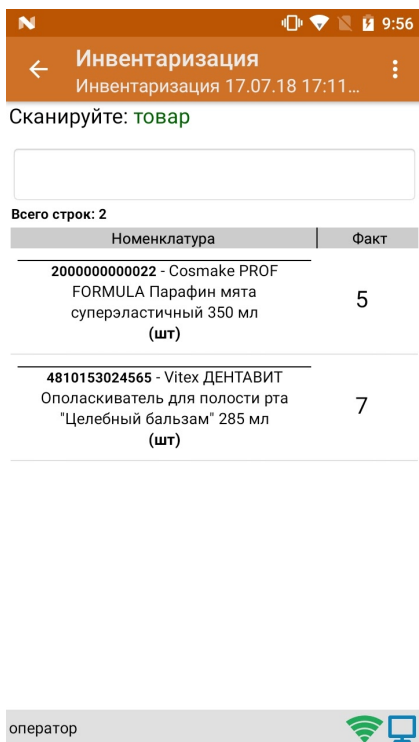 9:56
Инвентаризация
Инвентаризация 17.07.18 17:11...
Сканируйте: товар
Всего строк: 2
Номенклатура Факт
2000000000022 - Cosmake PROF
FORMULA Парафин мята
суперэластичный 350 мл
(шт)
5
4810153024565 - Vitex ДЕНТАВИТ
Ополаскиватель для полости рта
"Целебный бальзам" 285 мл
(шт)
7
оператор